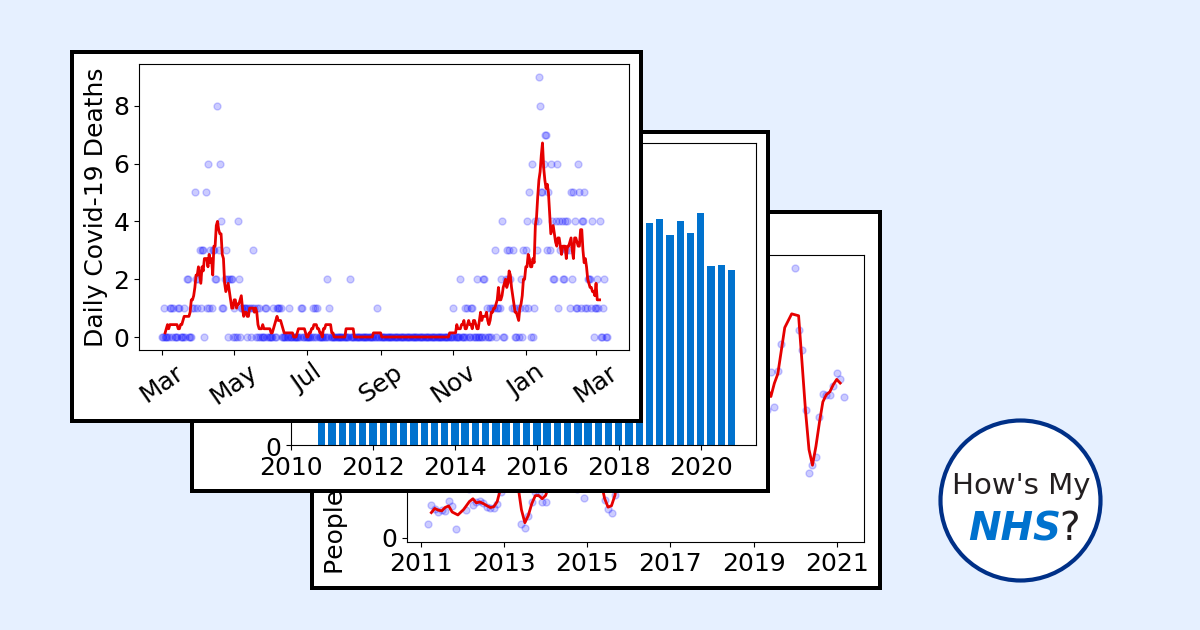 Daily Covid-19 Deaths
8
6
4
2
0
Mar May Jul Sep Nov Jan Mar
0
2010 2012 2014 2016 2018 2020
People
0
2011 2013 2015 2017 2019 2021
How's My
NHS?